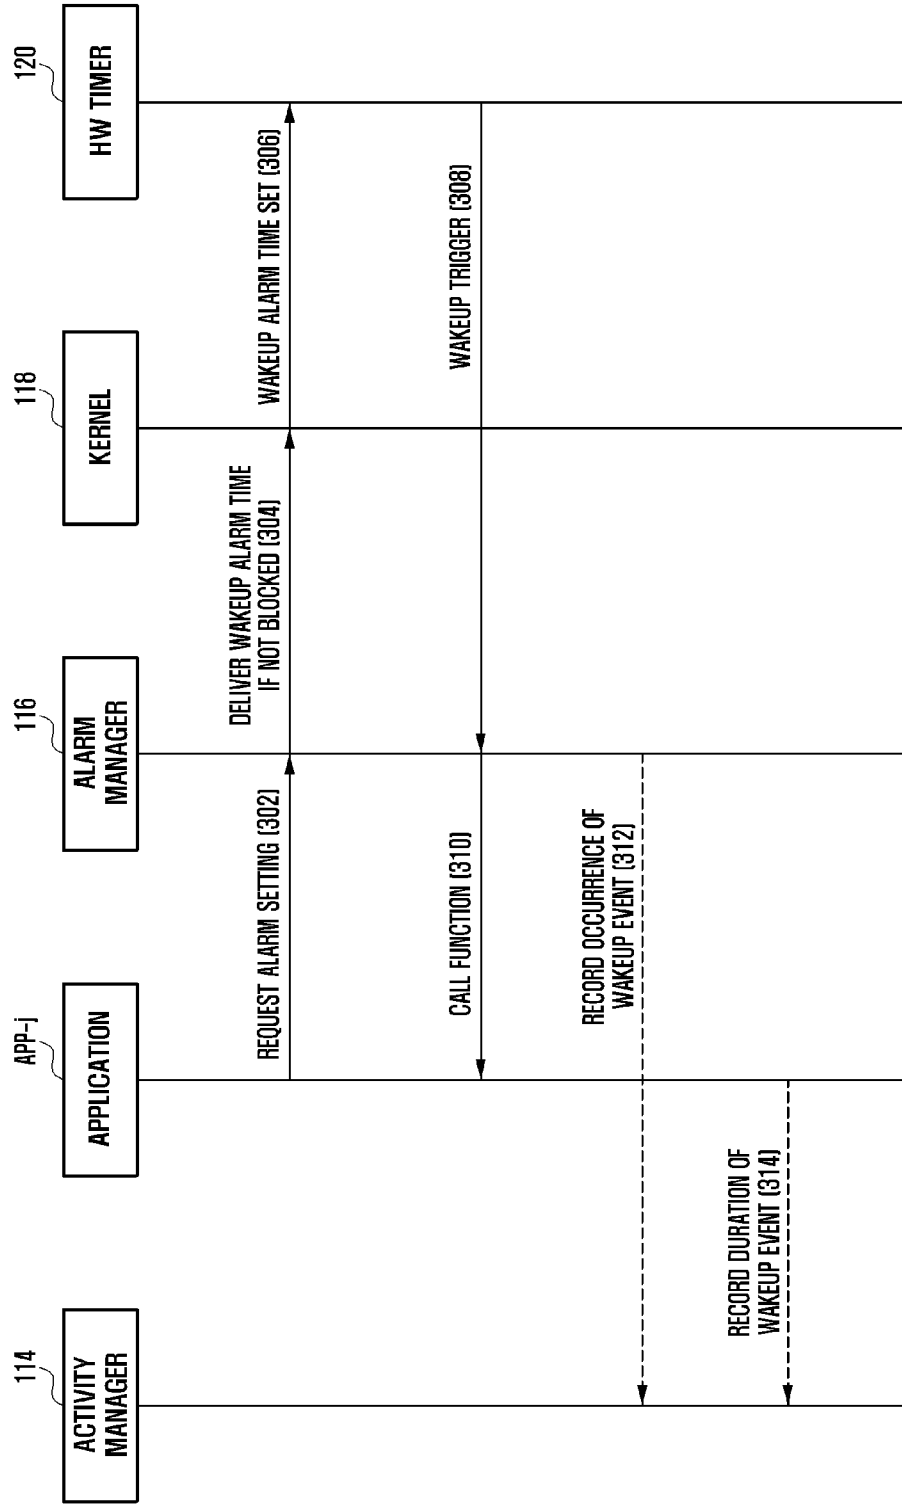 114
ACTIVITY
MANAGER
APP-j
APPLICATION
116
ALARM
MANAGER
118
KERNEL
120
HW TIMER
REQUEST ALARM SETTING (302)
DELIVER WAKEUP ALARM TIME
IF NOT BLOCKED (304)
WAKEUP ALARM TIME SET (306)
WAKEUP TRIGGER (308)
CALL FUNCTION (310)
RECORD OCCURRENCE OF
WAKEUP EVENT (312)
RECORD DURATION OF
WAKEUP EVENT (314)